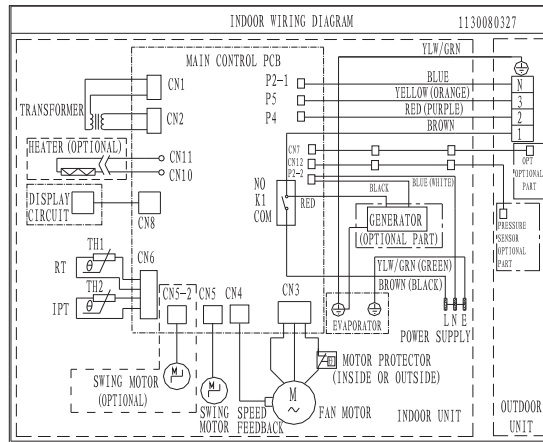 INDOOR WIRING DIAGRAM
1130080327
YLW/GRN
MAIN CONTROL PCB
CN1
P2-1
BLUE
N
P5
YELLOW(ORANGE)
3
TRANSFORMER
CN2
P4
RED(PURPLE)
2
BROWN
1
HEATER(OPTIONAL)
CN11
CN10
CN7
CN12
P2-2
OPT
OPTIONAL
PART
DISPLAY
CIRCUIT
CN8
NO
K1
COM
RED
BLACK
BLUE(WHITE)
GENERATOR
(OPTIONAL PART)
PRESSURE
SENSOR
OPTIONAL
PART
TH1
RT
θ
CN6
TH2
IPT
θ
YLW/GRN(GREEN)
BROWN(BLACK)
CN5-2
CN5
CN4
CN3
EVAPORATOR
L N E
POWER SUPPLY
M
SWING MOTOR
(OPTIONAL)
M
SWING
MOTOR
SPEED
FEEDBACK
M
~
FAN MOTOR
MOTOR PROTECTOR
(INSIDE OR OUTSIDE)
INDOOR UNIT
OUTDOOR
UNIT